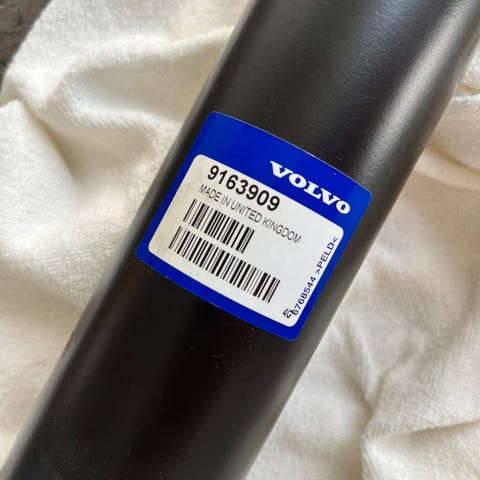 VOLVO
9163909
MADE IN UNITED KINGDOM
6768544 >PELD<